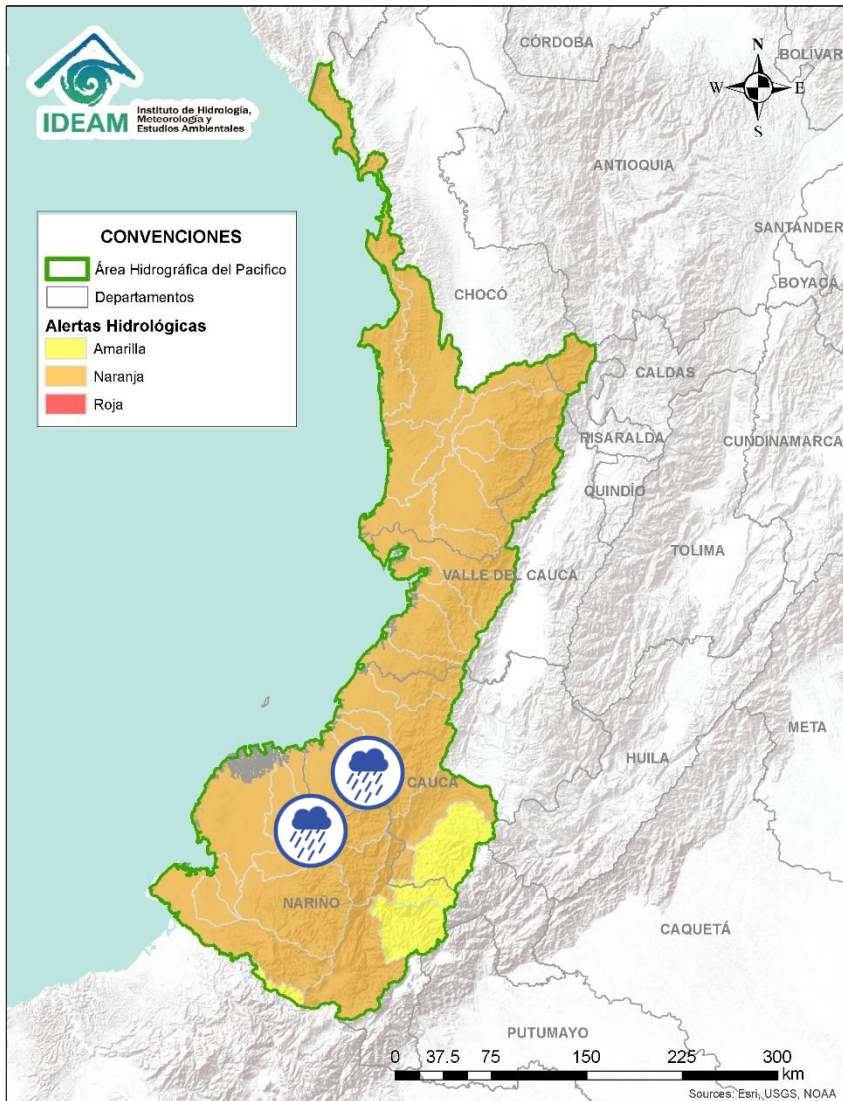 IDEAM
Instituto de Hidrología,
Meteorología y
Estudios Ambientales
N
W
E
S
CONVENCIONES
Área Hidrográfica del Pacifico
Departamentos
Alertas Hidrológicas
Amarilla
Naranja
Roja
CÓRDOBA
BOLÍVAR
ANTIOQUIA
SANTANDER
BOYACÁ
CHOCÓ
CALDAS
RISARALDA
CUNDINAMARCA
QUINDÍO
TOLIMA
VALLE DEL CAUCA
META
HUILA
CAUCA
NARIÑO
CAQUETÁ
PUTUMAYO
0 37.5 75 150 225 300
km
Sources: Esri, USGS, NOAA